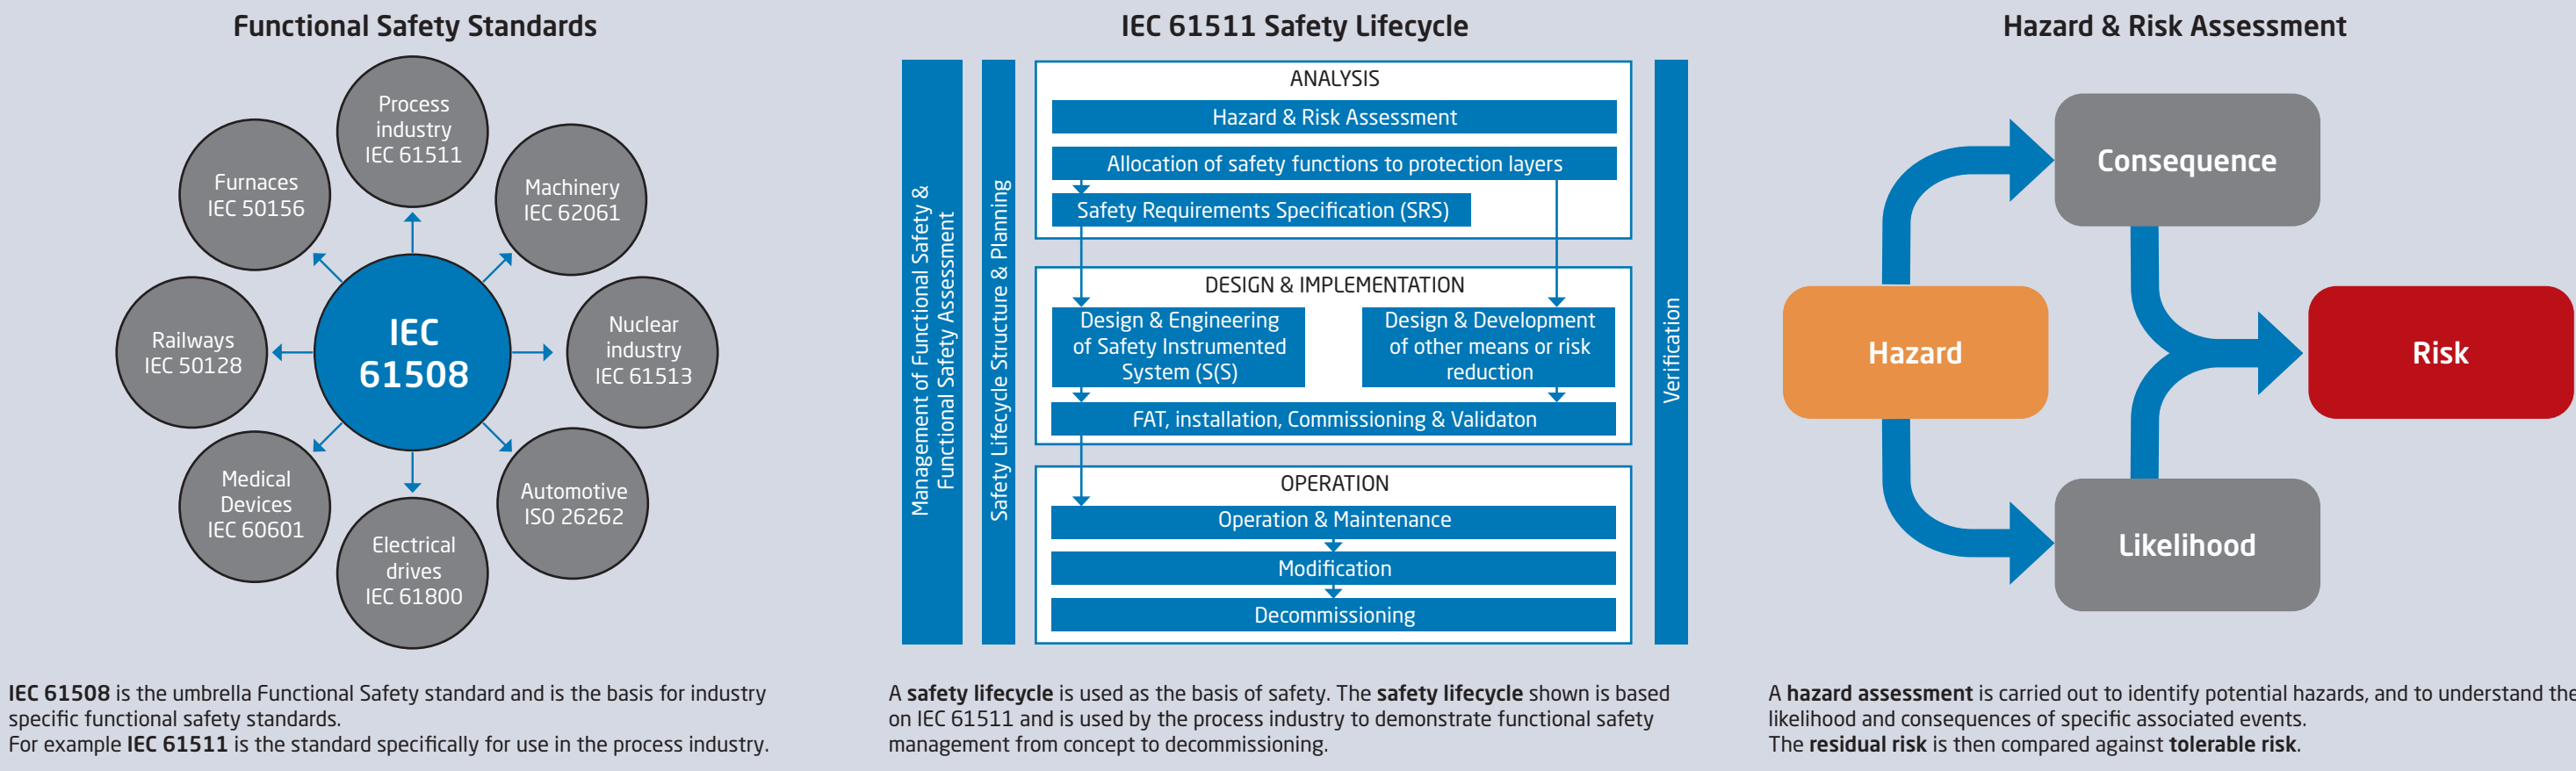 Functional Safety Standards
Process
industry
IEC 61511
Machinery
IEC 62061
Nuclear
industry
IEC 61513
Automotive
ISO 26262
Electrical
drives
IEC 61800
Medical
Devices
IEC 60601
Railways
IEC 50128
Furnaces
IEC 50156
IEC
61508
IEC 61508 is the umbrella Functional Safety standard and is the basis for industry
specific functional safety standards.
For example IEC 61511 is the standard specifically for use in the process industry.
IEC 61511 Safety Lifecycle
Management of Functional Safety &
Functional Safety Assessment
Safety Lifecycle Structure & Planning
ANALYSIS
Hazard & Risk Assessment
Allocation of safety functions to protection layers
Safety Requirements Specification (SRS)
DESIGN & IMPLEMENTATION
Design & Engineering
of Safety Instrumented
System (S(S)
Design & Development
of other means or risk
reduction
FAT, installation, Commissioning & Validaton
OPERATION
Operation & Maintenance
Modification
Decommissioning
Verification
A safety lifecycle is used as the basis of safety. The safety lifecycle shown is based
on IEC 61511 and is used by the process industry to demonstrate functional safety
management from concept to decommissioning.
Hazard & Risk Assessment
Consequence
Hazard
Risk
Likelihood
A hazard assessment is carried out to identify potential hazards, and to understand the
likelihood and consequences of specific associated events.
The residual risk is then compared against tolerable risk.